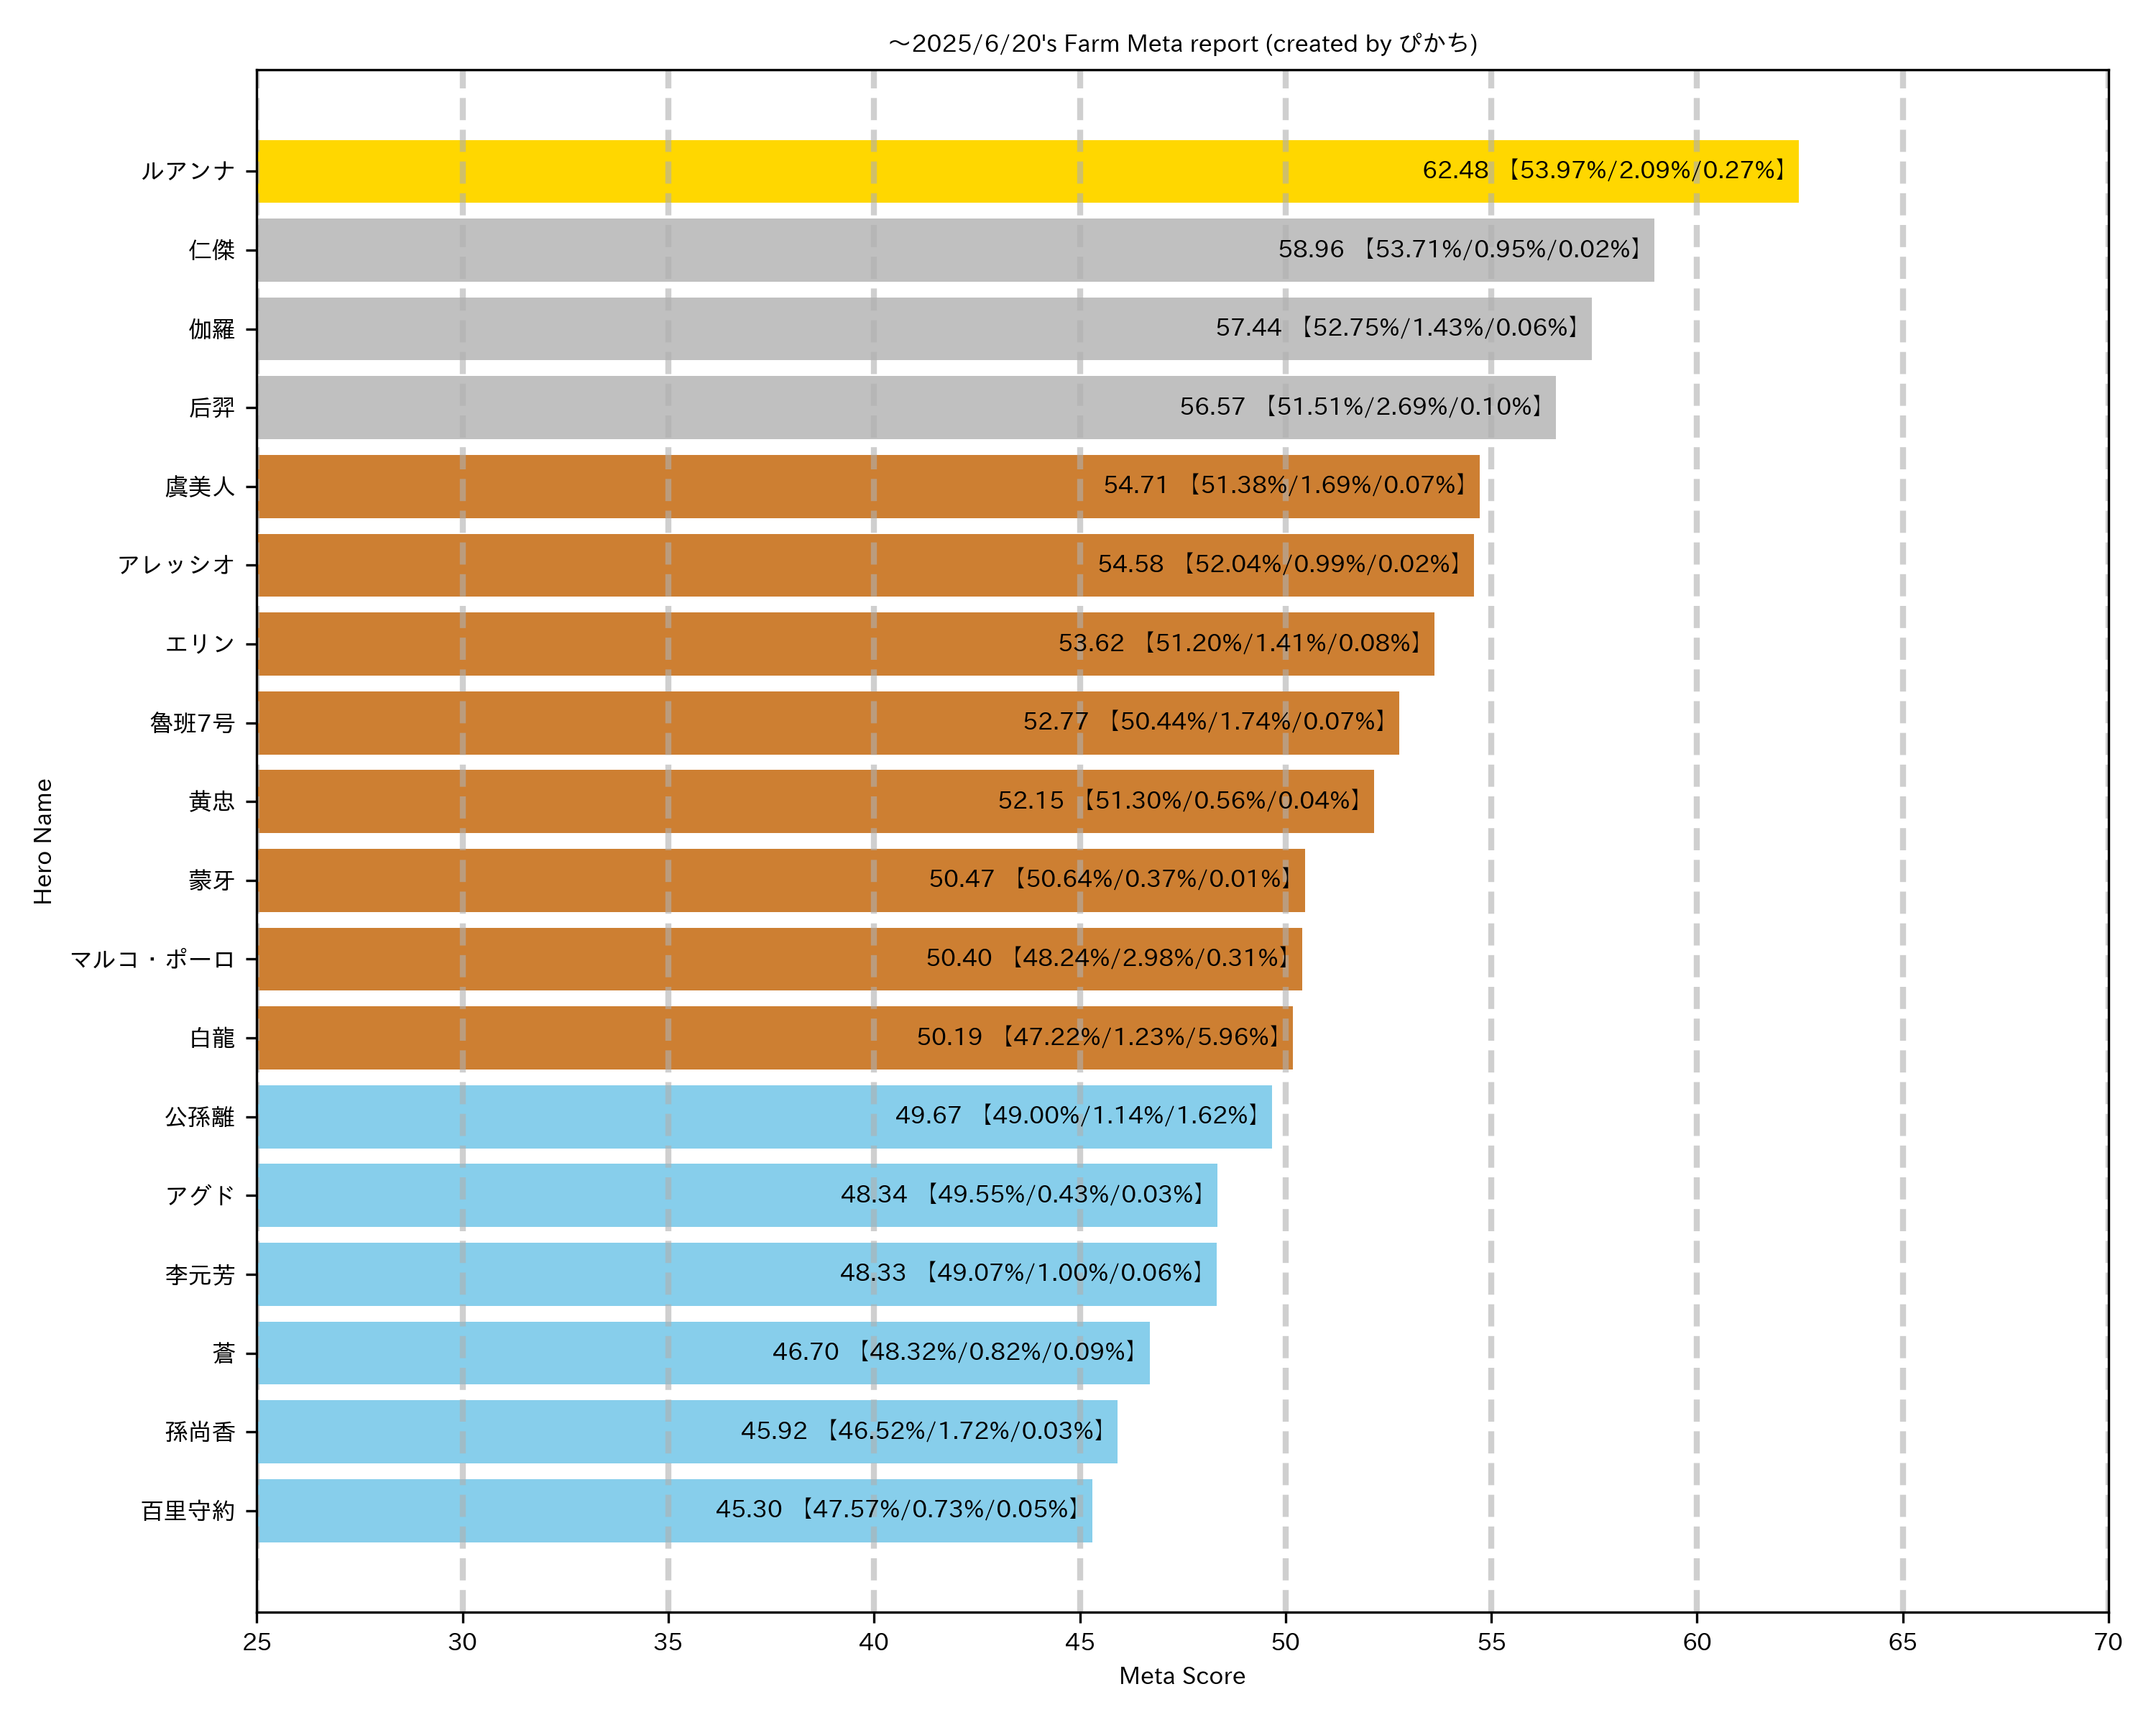 ～2025/6/20's Farm Meta report (created by ぴかち)
ルアンナ 62.48 【53.97%/2.09%/0.27%】
仁傑 58.96 【53.71%/0.95%/0.02%】
伽羅 57.44 【52.75%/1.43%/0.06%】
后羿 56.57 【51.51%/2.69%/0.10%】
虞美人 54.71 【51.38%/1.69%/0.07%】
アレッシオ 54.58 【52.04%/0.99%/0.02%】
エリン 53.62 【51.20%/1.41%/0.08%】
魯班7号 52.77 【50.44%/1.74%/0.07%】
黄忠 52.15 【51.30%/0.56%/0.04%】
蒙牙 50.47 【50.64%/0.37%/0.01%】
マルコ・ポーロ 50.40 【48.24%/2.98%/0.31%】
白龍 50.19 【47.22%/1.23%/5.96%】
公孫離 49.67 【49.00%/1.14%/1.62%】
アグド 48.34 【49.55%/0.43%/0.03%】
李元芳 48.33 【49.07%/1.00%/0.06%】
蒼 46.70 【48.32%/0.82%/0.09%】
孫尚香 45.92 【46.52%/1.72%/0.03%】
百里守約 45.30 【47.57%/0.73%/0.05%】
Hero Name
25 30 35 40 45 50 55 60 65 70
Meta Score